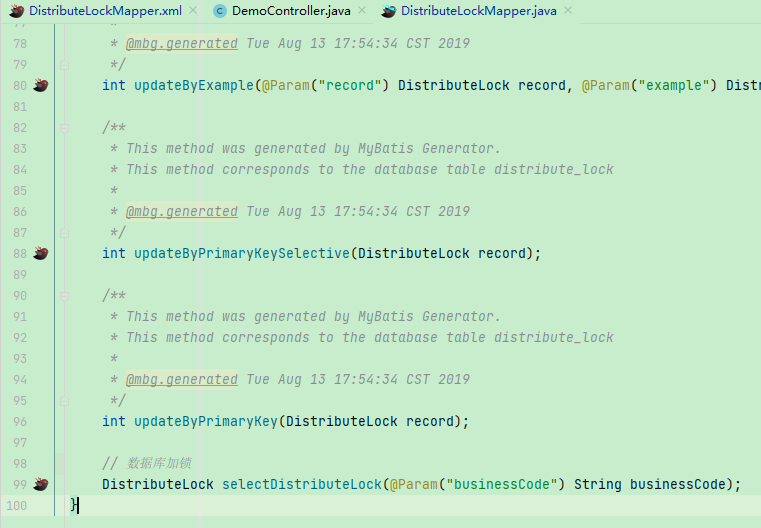 DistributeLockMapper.xml DemoController.java DistributeLockMapper.java
77 *
78 * @mbg.generated Tue Aug 13 17:54:34 CST 2019
79 */
80 int updateByExample(@Param("record") DistributeLock record, @Param("example") Dist
81
82 /**
83 * This method was generated by MyBatis Generator.
84 * This method corresponds to the database table distribute_lock
85 *
86 * @mbg.generated Tue Aug 13 17:54:34 CST 2019
87 */
88 int updateByPrimaryKeySelective(DistributeLock record);
89
90 /**
91 * This method was generated by MyBatis Generator.
92 * This method corresponds to the database table distribute_lock
93 *
94 * @mbg.generated Tue Aug 13 17:54:34 CST 2019
95 */
96 int updateByPrimaryKey(DistributeLock record);
97
98 // 数据库加锁
99 DistributeLock selectDistributeLock(@Param("businessCode") String businessCode);
100 }